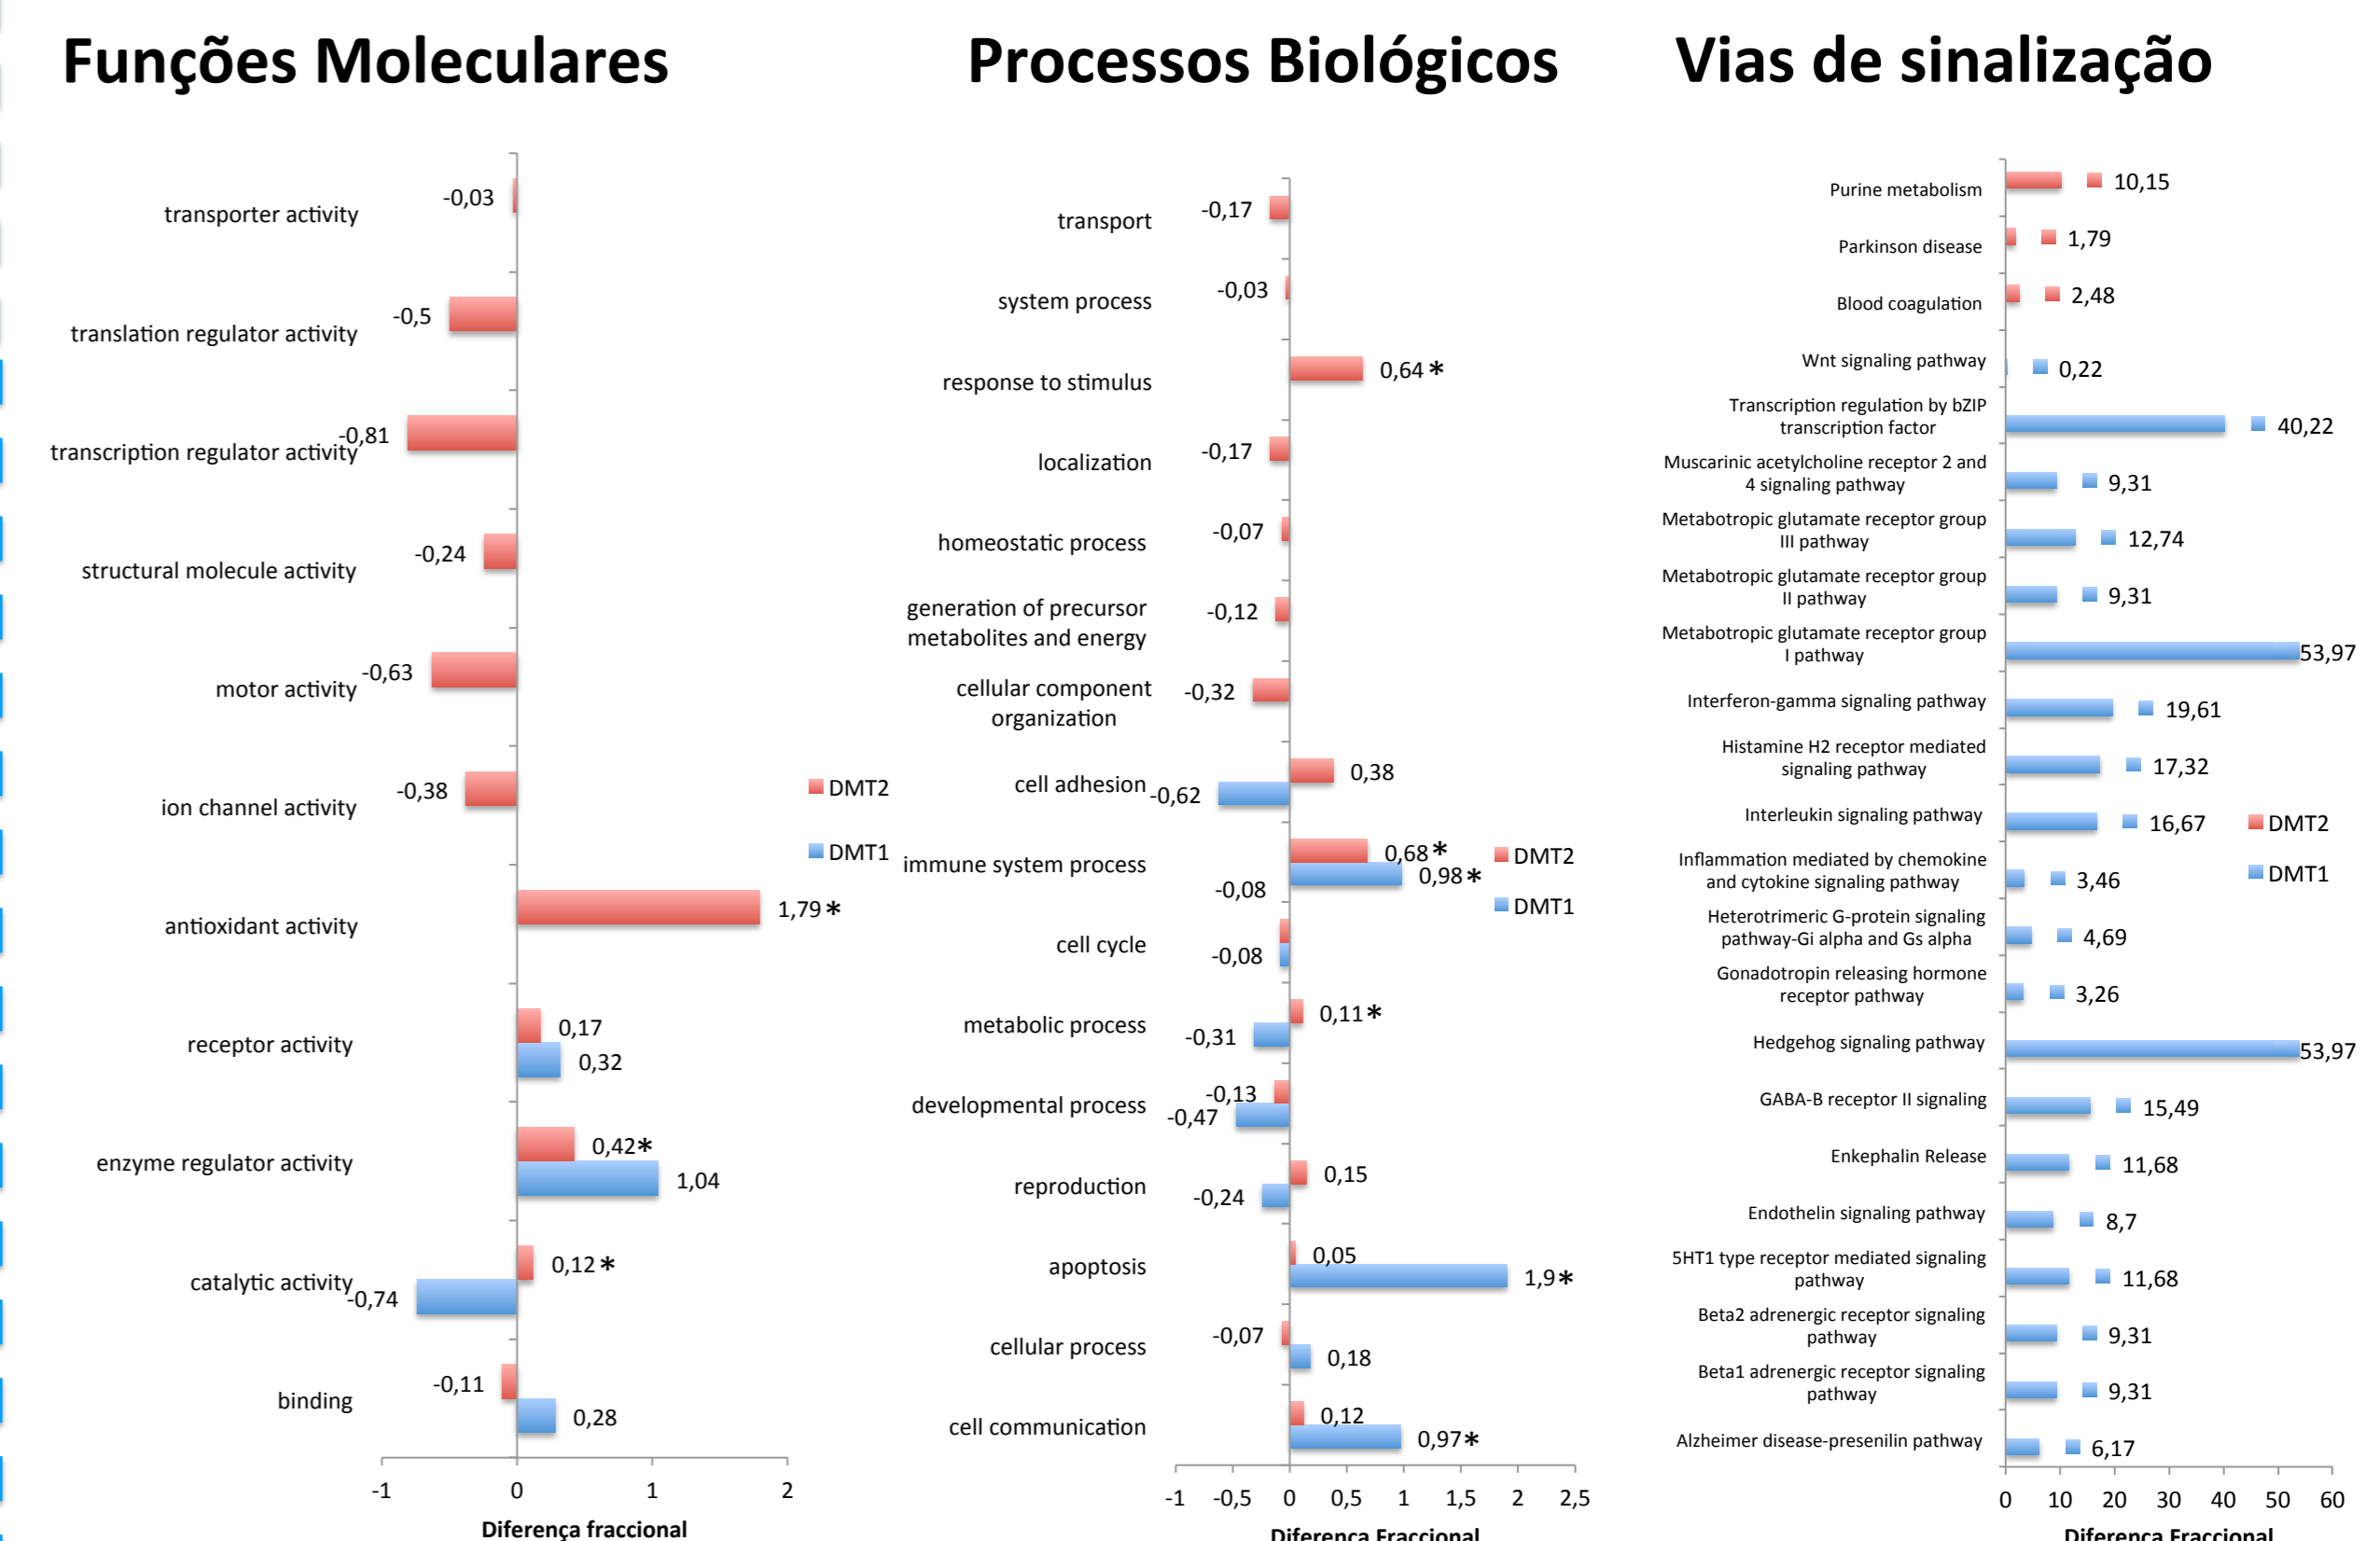 Funções Moleculares
transporter activity
-0,03
translation regulator activity
-0,5
transcription regulator activity
-0,81
structural molecule activity
-0,24
motor activity
-0,63
ion channel activity
-0,38
antioxidant activity
1,79*
receptor activity
0,17
0,32
enzyme regulator activity
0,42*
1,04
catalytic activity
0,12*
-0,74
binding
-0,11
0,28
DMT2
DMT1
-1 0 1 2
Diferença fraccional
Processos Biológicos
transport
-0,17
system process
-0,03
response to stimulus
0,64*
localization
-0,17
homeostatic process
-0,07
generation of precursor
metabolites and energy
-0,12
cellular component
organization
-0,32
cell adhesion
0,38
-0,62
immune system process
0,68*
0,98*
cell cycle
-0,08
-0,08
metabolic process
0,11*
-0,31
developmental process
-0,13
-0,47
reproduction
0,15
-0,24
apoptosis
0,05
1,9*
cellular process
-0,07
0,18
cell communication
0,12
0,97*
DMT2
DMT1
-1 -0,5 0 0,5 1 1,5 2 2,5
Diferença Fraccional
Vias de sinalização
Purine metabolism
10,15
Parkinson disease
1,79
Blood coagulation
2,48
Wnt signaling pathway
0,22
Transcription regulation by bZIP
transcription factor
40,22
Muscarinic acetylcholine receptor 2 and
4 signaling pathway
9,31
Metabotropic glutamate receptor group
III pathway
12,74
Metabotropic glutamate receptor group
II pathway
9,31
Metabotropic glutamate receptor group
I pathway
53,97
Interferon-gamma signaling pathway
19,61
Histamine H2 receptor mediated
signaling pathway
17,32
Interleukin signaling pathway
16,67
Inflammation mediated by chemokine
and cytokine signaling pathway
3,46
Heterotrimeric G-protein signaling
pathway-Gi alpha and Gs alpha
4,69
Gonadotropin releasing hormone
receptor pathway
3,26
Hedgehog signaling pathway
53,97
GABA-B receptor II signaling
15,49
Enkephalin Release
11,68
Endothelin signaling pathway
8,7
5HT1 type receptor mediated signaling
pathway
11,68
Beta2 adrenergic receptor signaling
pathway
9,31
Beta1 adrenergic receptor signaling
pathway
9,31
Alzheimer disease-presenilin pathway
6,17
DMT2
DMT1
0 10 20 30 40 50 60
Diferença Fraccional